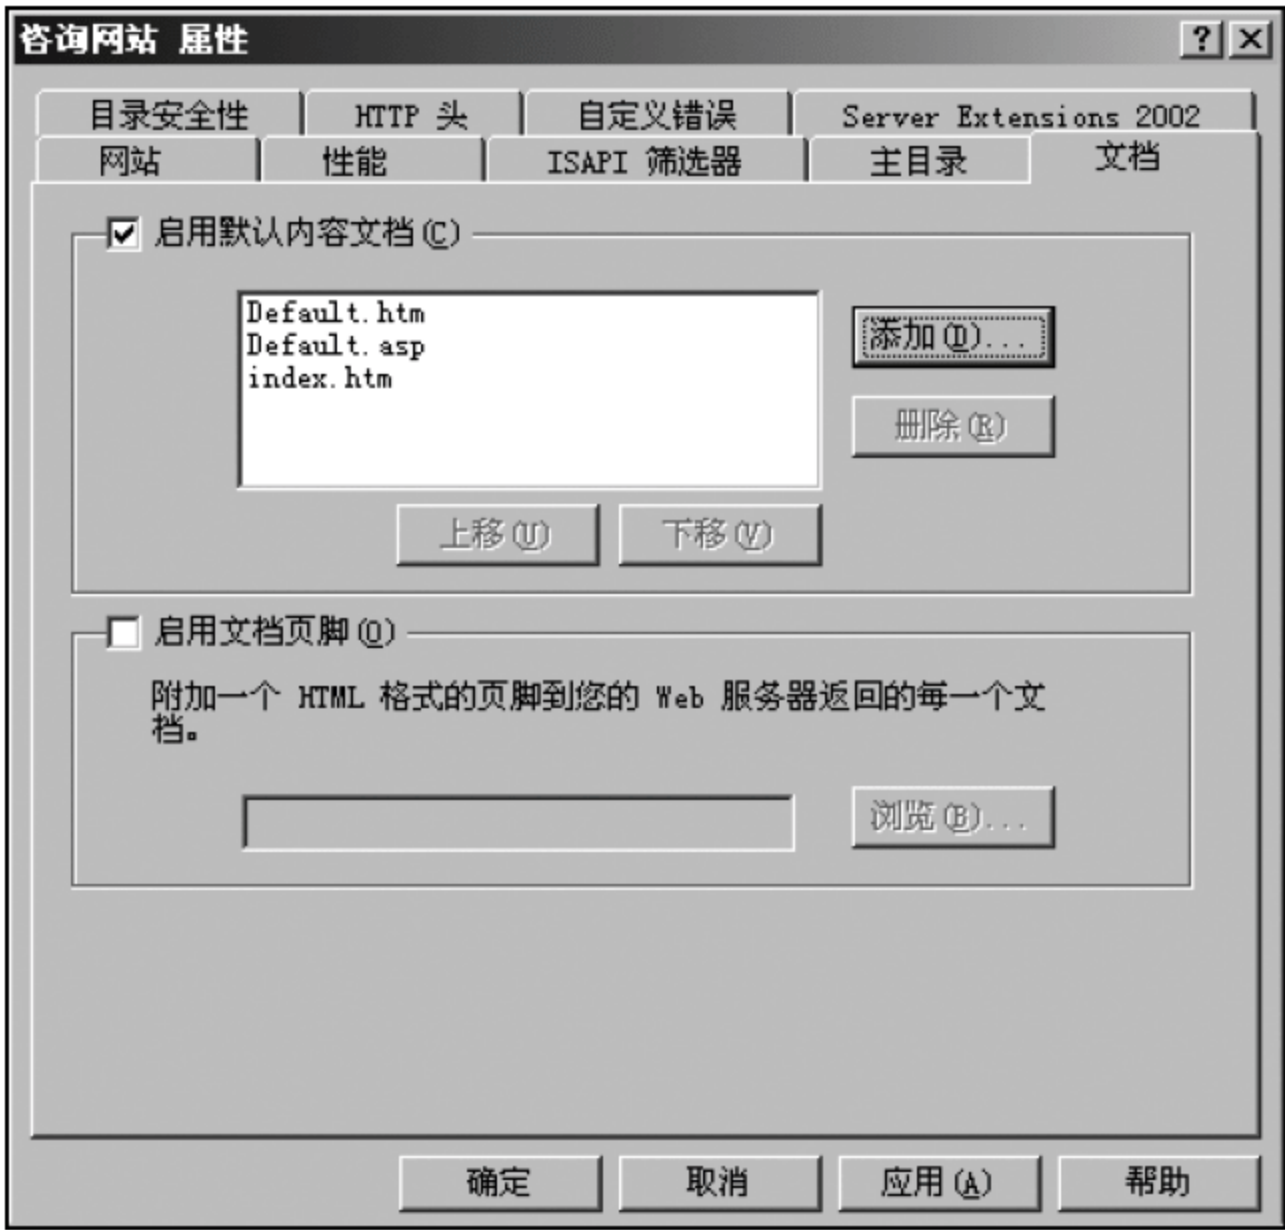 咨询网站 属性
目录安全性 HTTP 头 自定义错误 Server Extensions 2002
网站 性能 ISAPI 筛选器 主目录 文档
启用默认内容文档(C)
Default.htm
Default.asp
index.htm
添加(D)...
删除(R)
上移(U) 下移(V)
启用文档页脚(O)
附加一个 HTML 格式的页脚到您的 Web 服务器返回的每一个文
档。
浏览(B)...
确定 取消 应用(A) 帮助